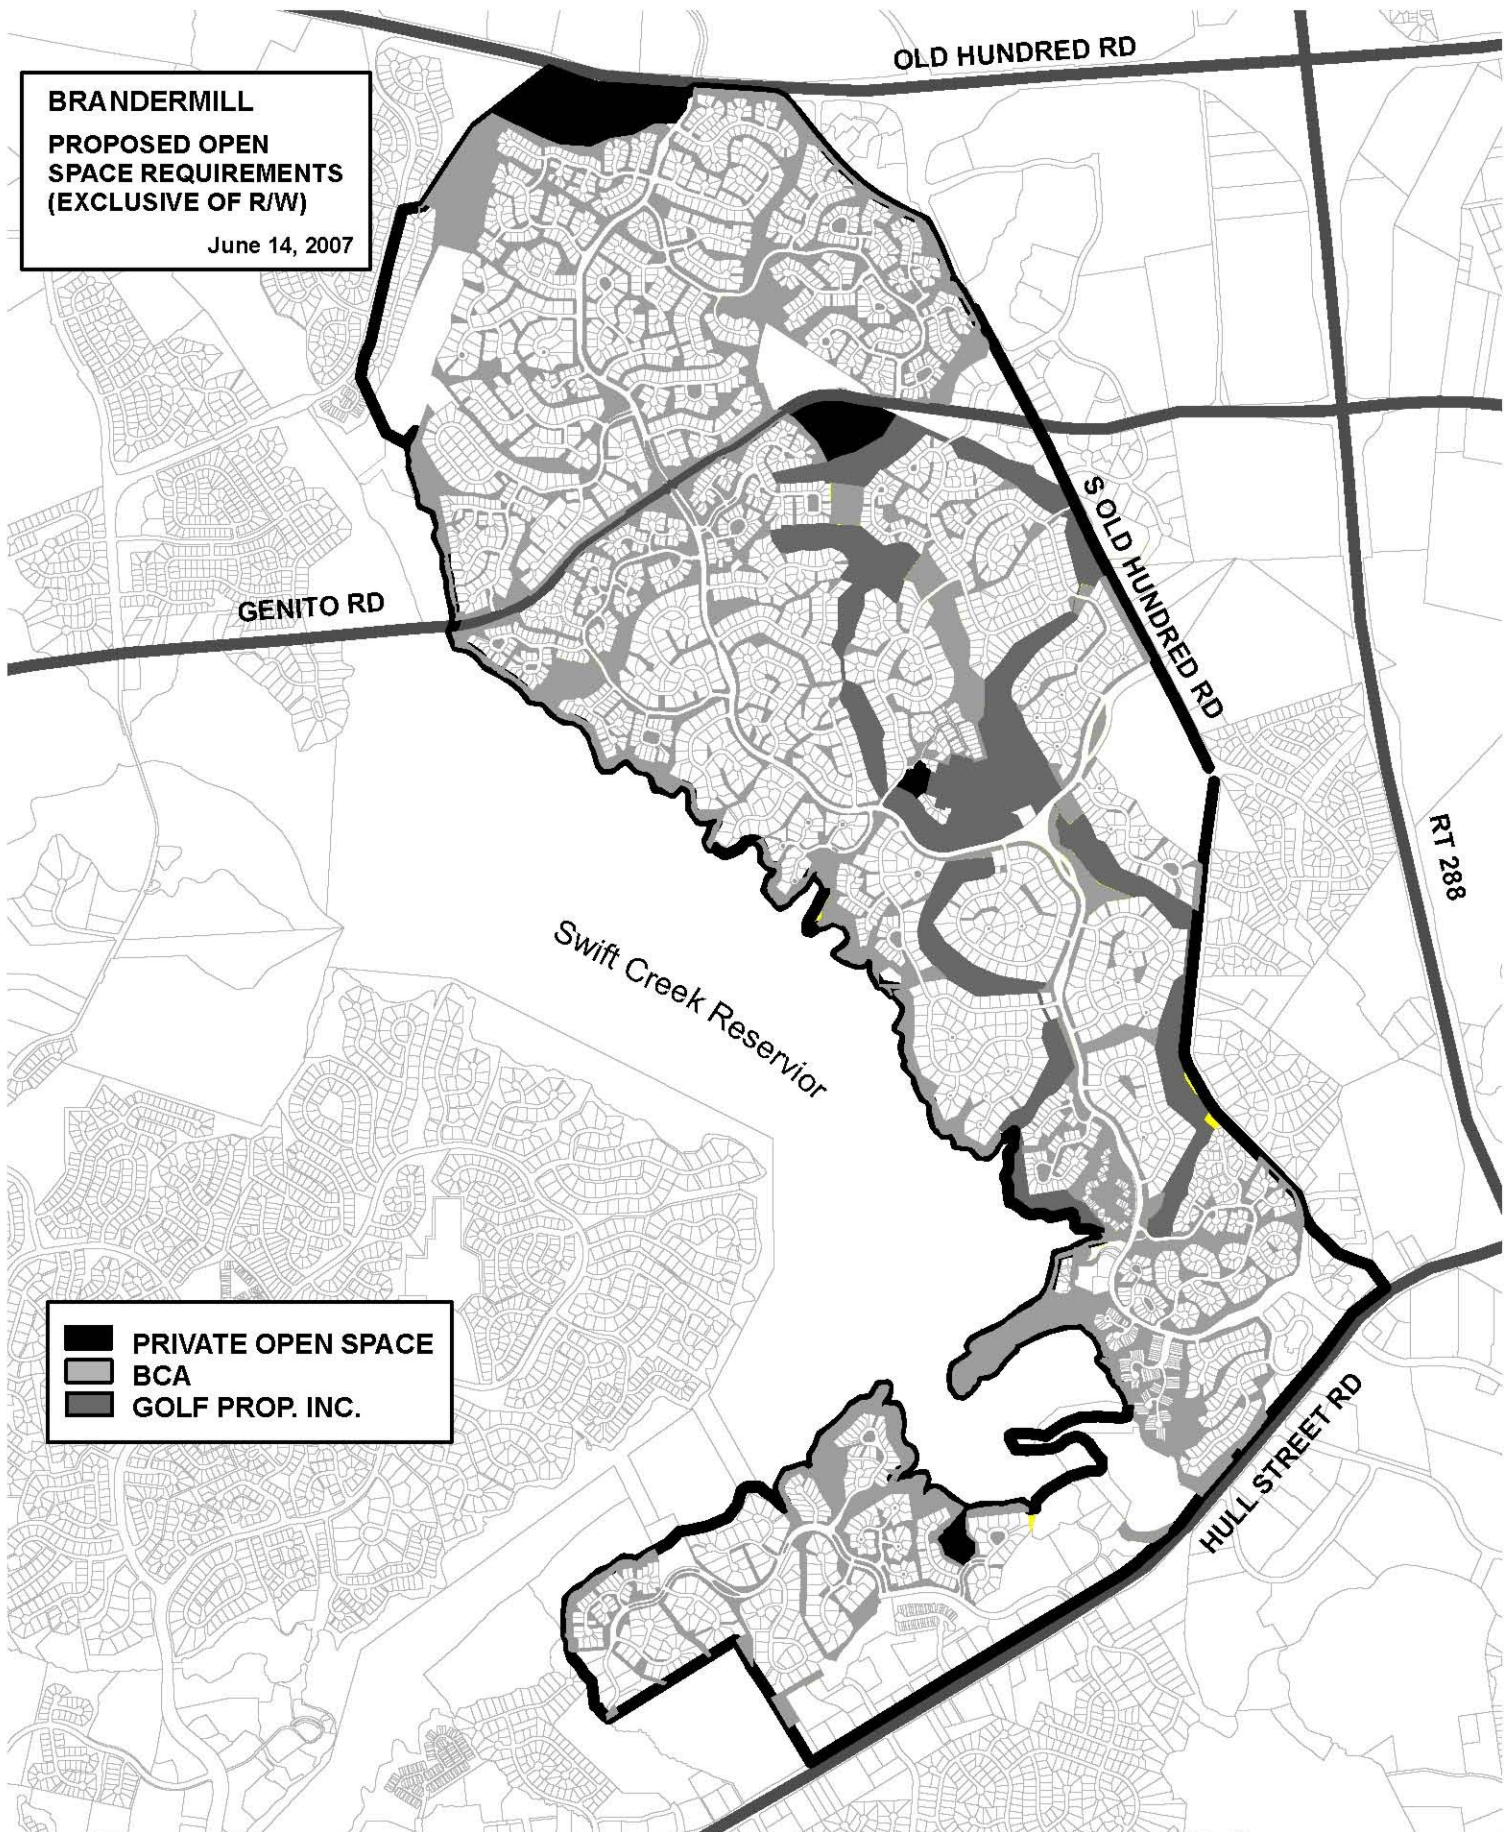 OLD HUNDRED RD
BRANDERMILL
PROPOSED OPEN
SPACE REQUIREMENTS
(EXCLUSIVE OF R/W)
June 14, 2007
S OLD HUNDRED RD
GENITO RD
RT 288
Swift Creek Reservior
PRIVATE OPEN SPACE
BCA
GOLF PROP. INC.
HULL STREET RD